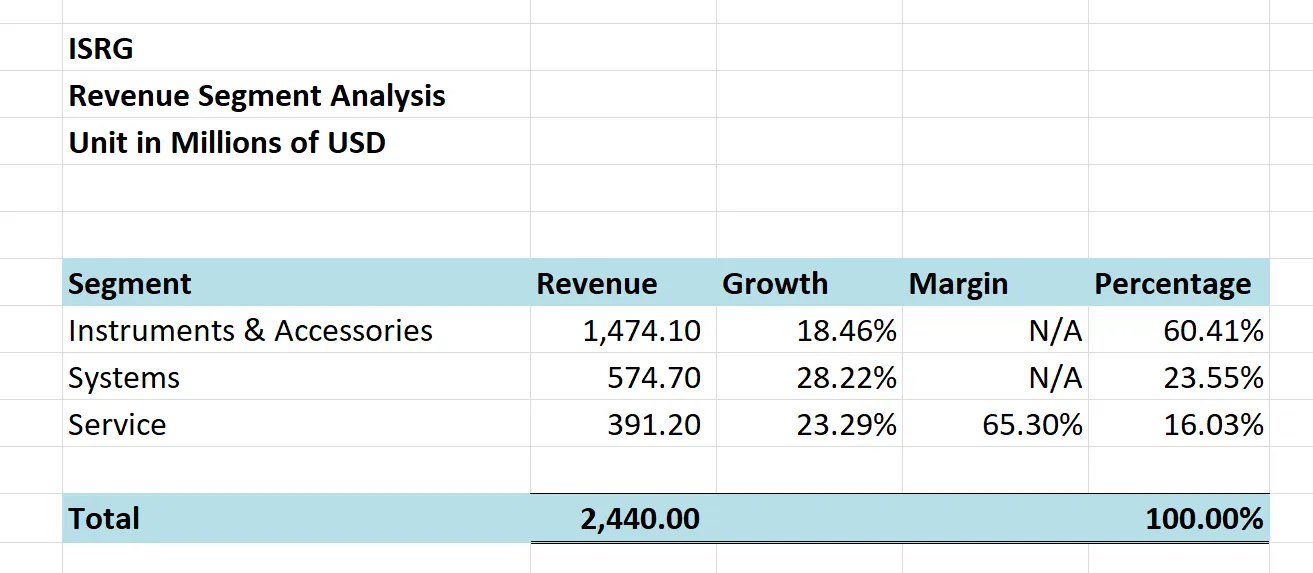 ISRG
Revenue Segment Analysis
Unit in Millions of USD
Segment Revenue Growth Margin Percentage
Instruments & Accessories 1,474.10 18.46% N/A 60.41%
Systems 574.70 28.22% N/A 23.55%
Service 391.20 23.29% 65.30% 16.03%
Total 2,440.00 100.00%